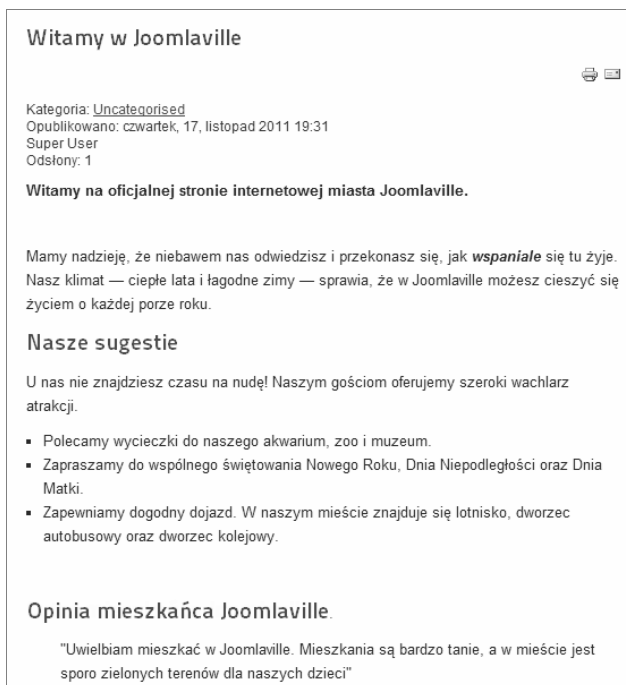 Witamy w Joomlaville
Kategoria: Uncategorised
Opublikowano: czwartek, 17, listopad 2011 19:31
Super User
Odsłony: 1
Witamy na oficjalnej stronie internetowej miasta Joomlaville.
Mamy nadzieję, że niebawem nas odwiedzisz i przekonasz się, jak wspaniale się tu żyje.
Nasz klimat — ciepłe lata i łagodne zimy — sprawia, że w Joomlaville możesz cieszyć się
życiem o każdej porze roku.
Nasze sugestie
U nas nie znajdziesz czasu na nudę! Naszym gościom oferujemy szeroki wachlarz
atrakcji.
▪ Polecamy wycieczki do naszego akwarium, zoo i muzeum.
▪ Zapraszamy do wspólnego świętowania Nowego Roku, Dnia Niepodległości oraz Dnia
Matki.
▪ Zapewniamy dogodny dojazd. W naszym mieście znajduje się lotnisko, dworzec
autobusowy oraz dworzec kolejowy.
Opinia mieszkańca Joomlaville.
"Uwielbiam mieszkać w Joomlaville. Mieszkania są bardzo tanie, a w mieście jest
sporo zielonych terenów dla naszych dzieci"